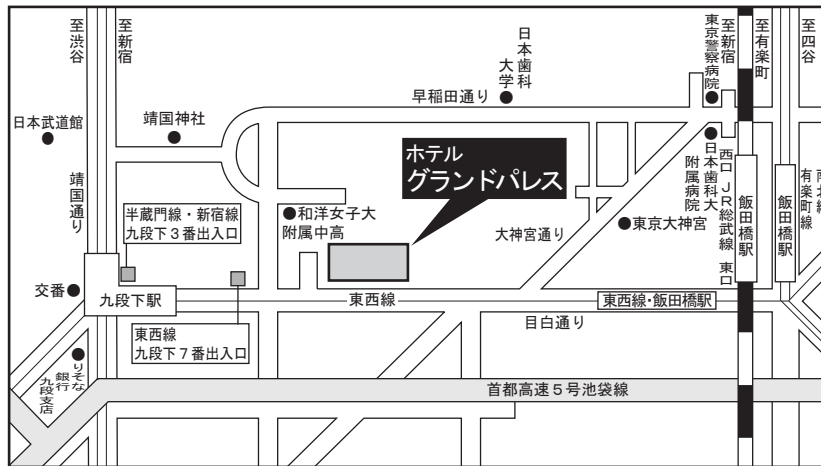 至渋谷
至新宿
日本歯科
大学
東京警察病院
至新宿
至有楽町
至四谷
早稲田通り
日本武道館
靖国神社
靖国通り
ホテル
グランドパレス
日本歯科大
附属病院
西口 JR総武線 東口
飯田橋駅
飯田橋駅
有楽町線
南北線
半蔵門線・新宿線
九段下3番出入口
和洋女子大
附属中高
大神宮通り
東京大神宮
交番
九段下駅
東西線
東西線・飯田橋駅
目白通り
東西線
九段下7番出入口
りそな
銀行
九段支店
首都高速5号池袋線